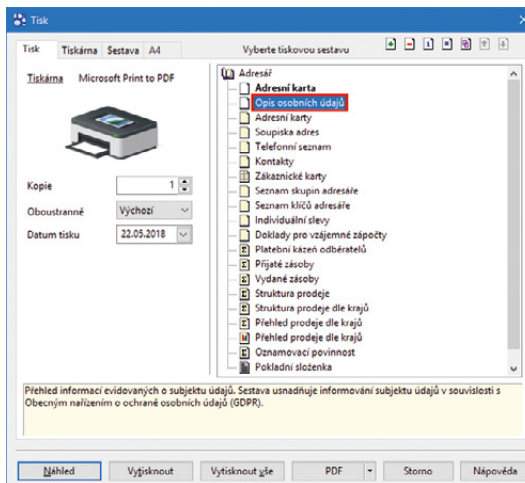 Tisk
Tisk Tiskárna Sestava A4 Vyberte tiskovou sestavu
Tiskárna Microsoft Print to PDF
Kopie 1
Oboustranné Výchozí
Datum tisku 22.05.2018
Adresář
Adresní karta
Opis osobních údajů
Adresní karty
Soupiska adres
Telefonní seznam
Kontakty
Zákaznické karty
Seznam skupin adresáře
Seznam klíčů adresáře
Individuální slevy
Doklady pro vzájemné zápočty
Platební kázeň odběratelů
Přijaté zásoby
Vydané zásoby
Struktura prodeje
Struktura prodeje dle krajů
Přehled prodeje dle krajů
Přehled prodeje dle krajů
Oznamovací povinnost
Pokladní složenka
Přehled informací evidovaných o subjektu údajů. Sestava usnadňuje informování subjektu údajů v souvislosti s
Obecným nařízením o ochraně osobních údajů (GDPR).
Náhled Vytisknout Vytisknout vše PDF Storno Nápověda